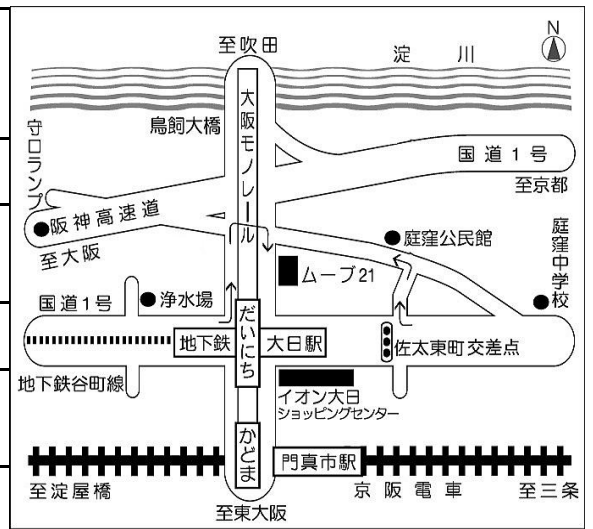 至吹田
淀川
N
大阪モノレール
鳥飼大橋
守口ランプ
国道1号
至京都
阪神高速道
至大阪
庭窪公民館
庭窪中学校
ムーブ21
国道1号
浄水場
だいにち
地下鉄
大日駅
佐太東町交差点
地下鉄谷町線
イオン大日
ショッピングセンター
かどま
門真市駅
至淀屋橋
京阪電車
至三条
至東大阪